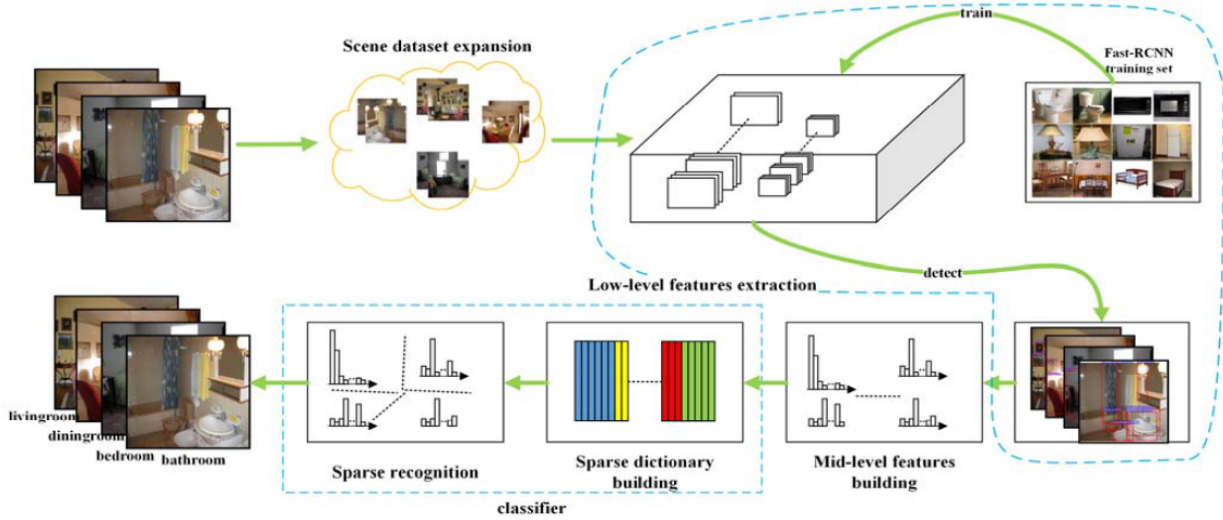 train
Scene dataset expansion
Fast-RCNN
training set
detect
Low-level features extraction
livingroom
diningroom
bedroom
bathroom
Sparse recognition
Sparse dictionary
building
Mid-level features
building
classifier